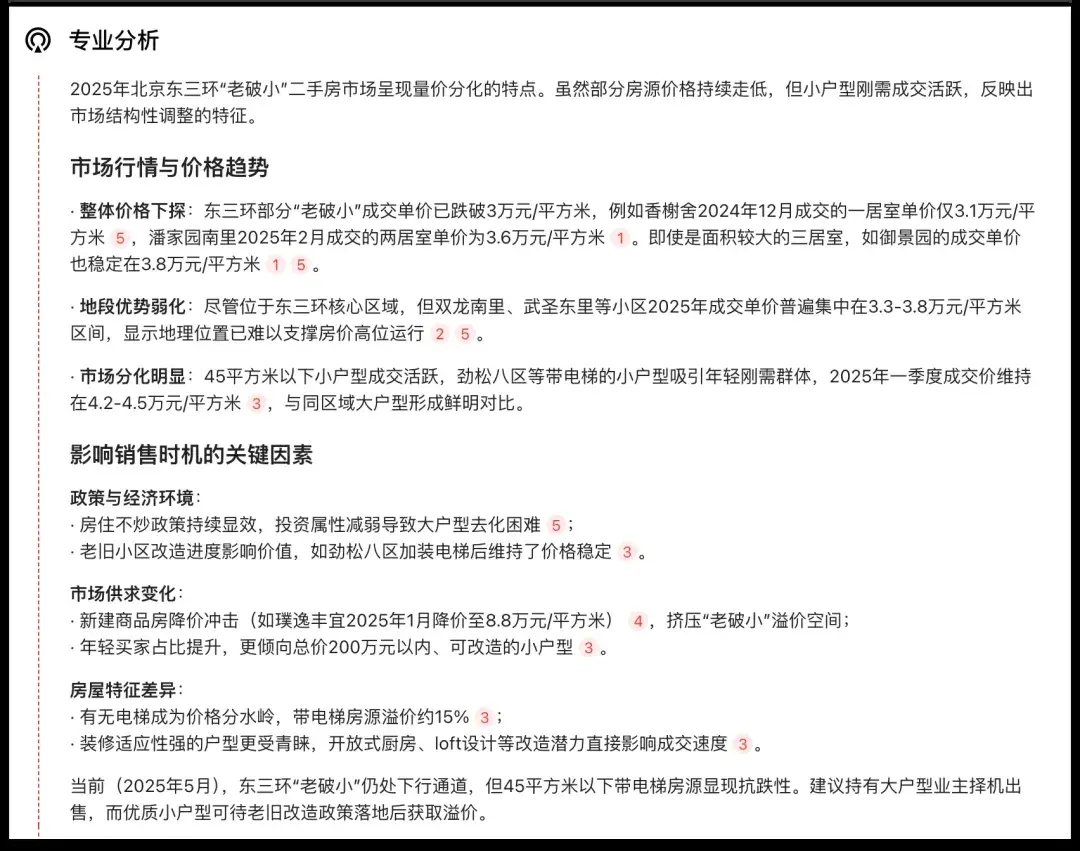 专业分析
2025年北京东三环“老破小”二手房市场呈现量价分化的特点。虽然部分房源价格持续走低，但小户型刚需成交活跃，反映出
市场结构性调整的特征。
市场行情与价格趋势
· 整体价格下探：东三环部分“老破小”成交单价已跌破3万元/平方米，例如香榭舍2024年12月成交的一居室单价仅3.1万元/平
方米 5 ，潘家园南里2025年2月成交的两居室单价为3.6万元/平方米 1 。即使是面积较大的三居室，如御景园的成交单价
也稳定在3.8万元/平方米 1 5 。
· 地段优势弱化：尽管位于东三环核心区域，但双龙南里、武圣东里等小区2025年成交单价普遍集中在3.3-3.8万元/平方米
区间，显示地理位置已难以支撑房价高位运行 2 5 。
· 市场分化明显：45平方米以下小户型成交活跃，劲松八区等带电梯的小户型吸引年轻刚需群体，2025年一季度成交价维持
在4.2-4.5万元/平方米 3 ，与同区域大户型形成鲜明对比。
影响销售时机的关键因素
政策与经济环境：
· 房住不炒政策持续显效，投资属性减弱导致大户型去化困难 5 ；
· 老旧小区改造进度影响价值，如劲松八区加装电梯后维持了价格稳定 3 。
市场供求变化：
· 新建商品房降价冲击（如璞逸丰宜2025年1月降价至8.8万元/平方米） 4 ，挤压“老破小”溢价空间；
· 年轻买家占比提升，更倾向总价200万元以内、可改造的小户型 3 。
房屋特征差异：
· 有无电梯成为价格分水岭，带电梯房源溢价约15% 3 ；
· 装修适应性强的户型更受青睐，开放式厨房、loft设计等改造潜力直接影响成交速度 3 。
当前（2025年5月），东三环“老破小”仍处下行通道，但45平方米以下带电梯房源显现抗跌性。建议持有大户型业主择机出
售，而优质小户型可待老旧改造政策落地后获取溢价。